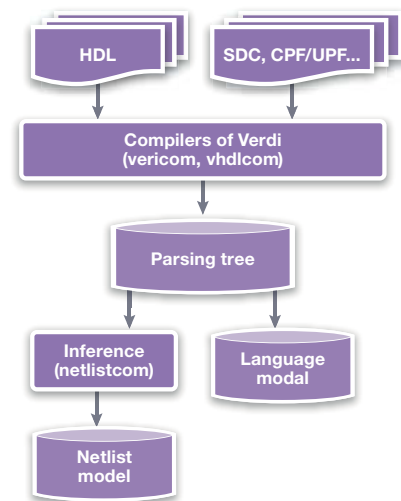 HDL
SDC, CPF/UPF...
Compilers of Verdi
(vericom, vhdlcom)
Parsing tree
Inference
(netlistcom)
Language
modal
Netlist
model